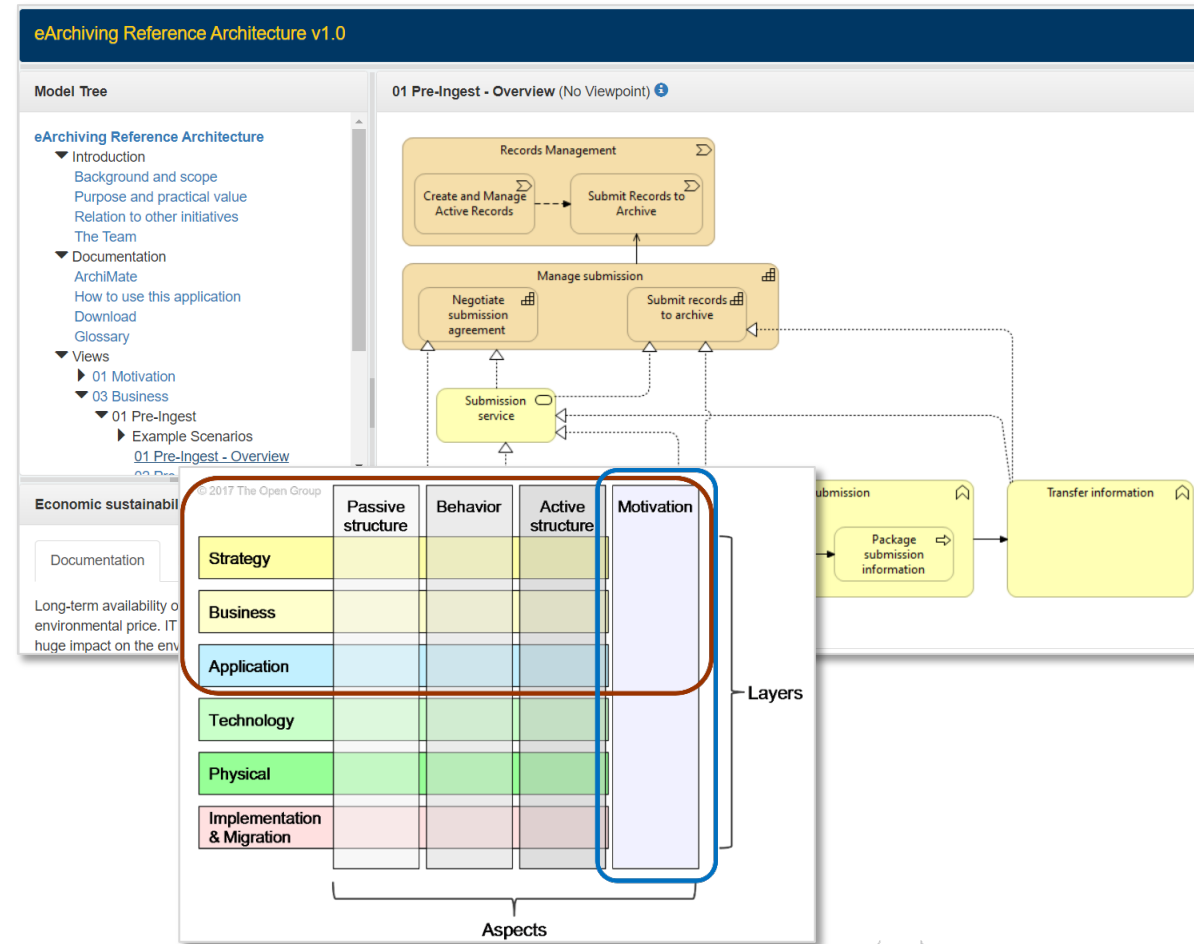 eArchiving Reference Architecture v1.0
Model Tree
eArchiving Reference Architecture
Introduction
Background and scope
Purpose and practical value
Relation to other initiatives
The Team
Documentation
ArchiMate
How to use this application
Download
Glossary
Views
01 Motivation
03 Business
01 Pre-Ingest
Example Scenarios
01 Pre-Ingest - Overview
01 Pre-Ingest - Overview (No Viewpoint)
Records Management
Create and Manage
Active Records
Submit Records to
Archive
Manage submission
Negotiate
submission
agreement
Submit records
to archive
Submission
service
ubmission
Package
submission
information
Transfer information
Economic sustainabil
Documentation
Long-term availability o
environmental price. IT
huge impact on the env
© 2017 The Open Group
Passive
structure
Behavior
Active
structure
Motivation
Strategy
Business
Application
Technology
Physical
Implementation
& Migration
Layers
Aspects